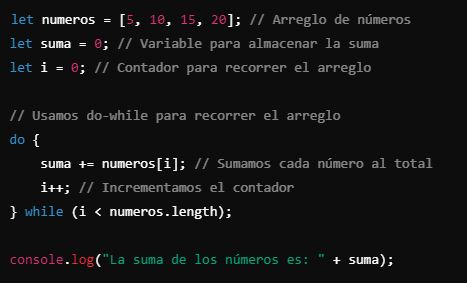 let numeros = [5, 10, 15, 20]; // Arreglo de números
let suma = 0; // Variable para almacenar la suma
let i = 0; // Contador para recorrer el arreglo
// Usamos do-while para recorrer el arreglo
do {
    suma += numeros[i]; // Sumamos cada número al total
    i++; // Incrementamos el contador
} while (i < numeros.length);
console.log("La suma de los números es: " + suma);